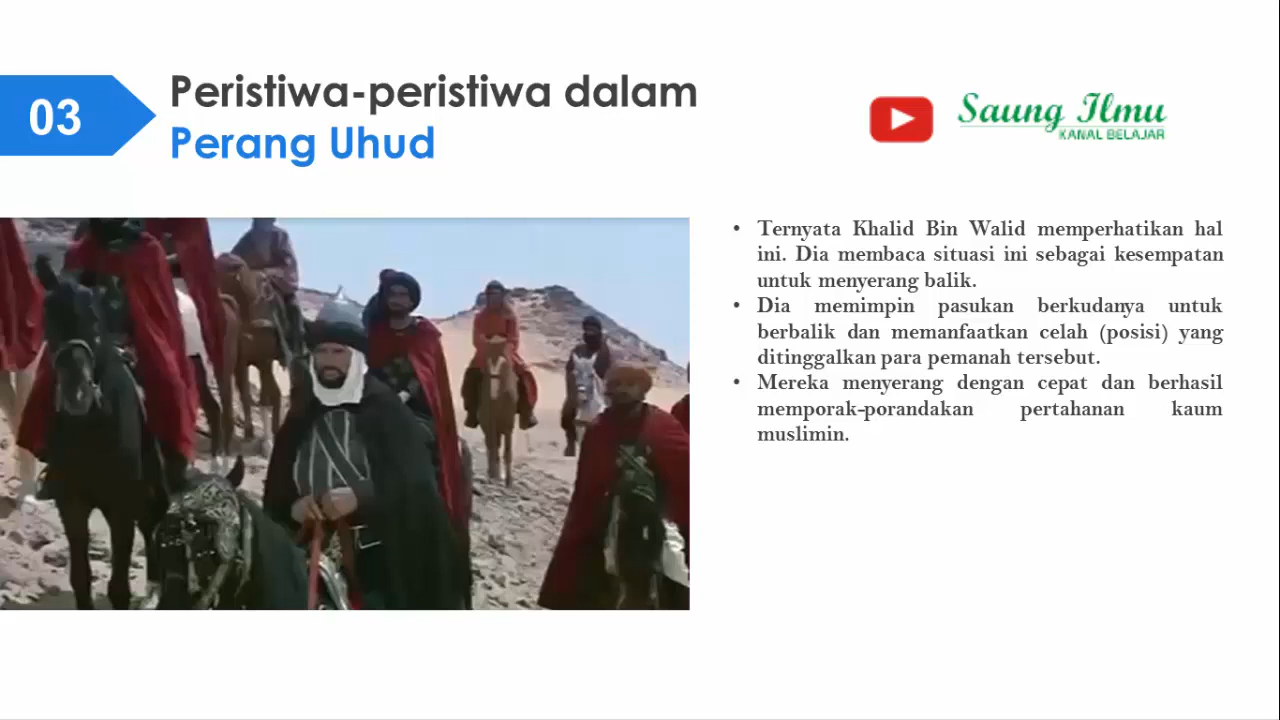 03
Peristiwa-peristiwa dalam
Perang Uhud
Saung Ilmu
KANAL BELAJAR
• Ternyata Khalid Bin Walid memperhatikan hal
ini. Dia membaca situasi ini sebagai kesempatan
untuk menyerang balik.
• Dia memimpin pasukan berkudanya untuk
berbalik dan memanfaatkan celah (posisi) yang
ditinggalkan para pemanah tersebut.
• Mereka menyerang dengan cepat dan berhasil
memporak-porandakan pertahanan kaum
muslimin.